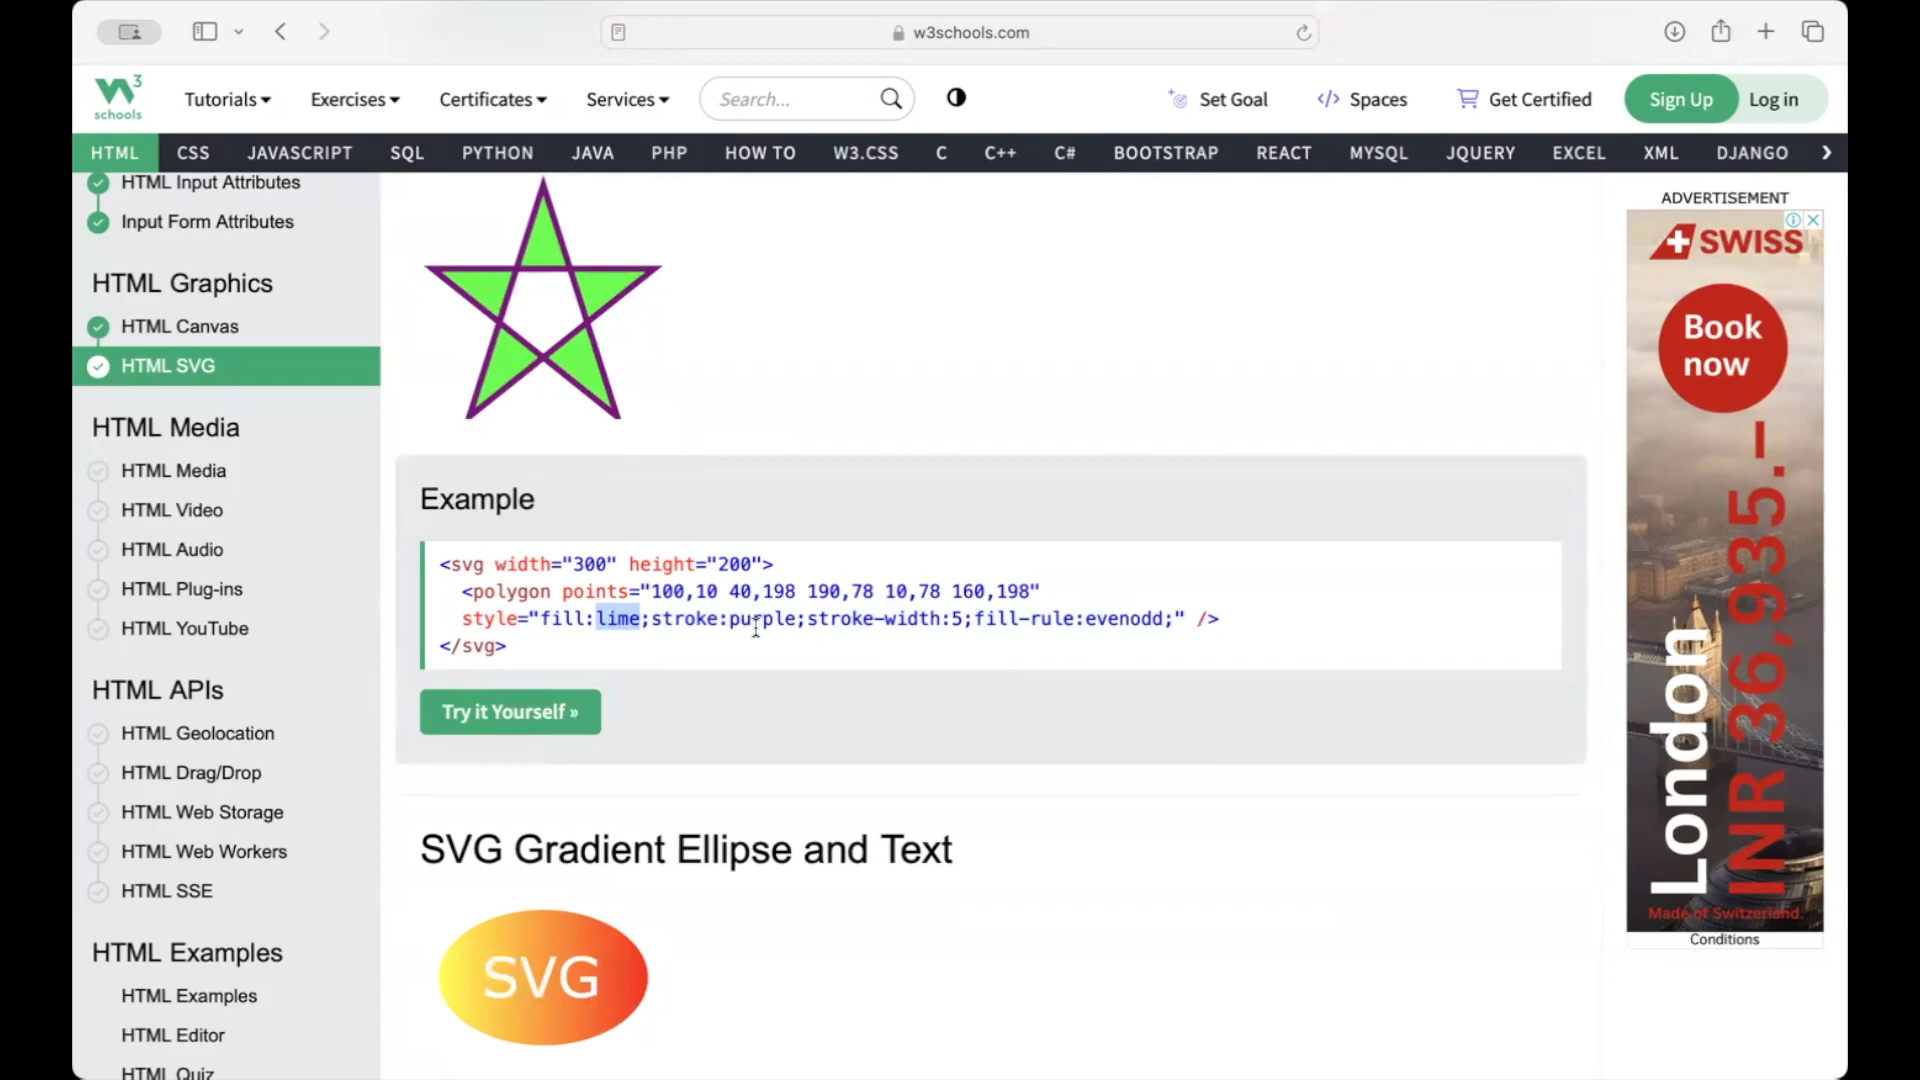 w3schools.com
W3 schools
Tutorials
Exercises
Certificates
Services
Search...
Set Goal
Spaces
Get Certified
Sign Up
Log in
HTML CSS JAVASCRIPT SQL PYTHON JAVA PHP HOW TO W3.CSS C C++ C# BOOTSTRAP REACT MYSQL JQUERY EXCEL XML DJANGO
HTML Input Attributes
Input Form Attributes
HTML Graphics
HTML Canvas
HTML SVG
HTML Media
HTML Media
HTML Video
HTML Audio
HTML Plug-ins
HTML YouTube
HTML APIs
HTML Geolocation
HTML Drag/Drop
HTML Web Storage
HTML Web Workers
HTML SSE
HTML Examples
HTML Examples
HTML Editor
HTML Quiz
Example
<svg width="300" height="200">
<polygon points="100,10 40,198 190,78 10,78 160,198"
style="fill:lime;stroke:purple;stroke-width:5;fill-rule:evenodd;" />
</svg>
Try it Yourself »
SVG Gradient Ellipse and Text
SVG
ADVERTISEMENT
SWISS
Book
now
London
INR 36,935.–
Made of Switzerland.
Conditions